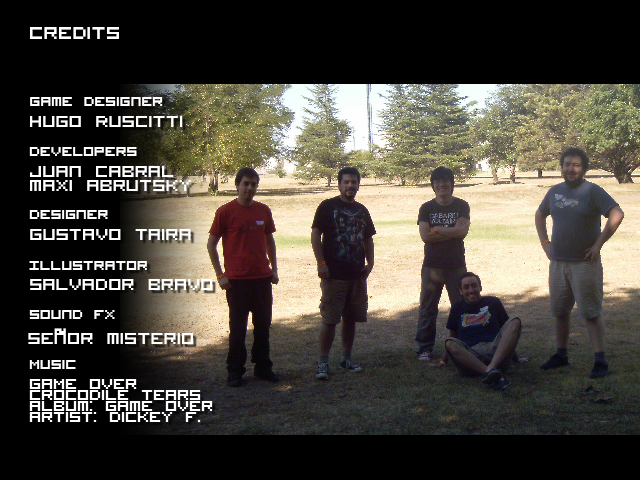 CREDITS
GAME DESIGNER
HUGO RUSCITTI
DEVELOPERS
JUAN CABRAL
MAXI ABRUTSKY
DESIGNER
GUSTAVO TAIRA
ILLUSTRATOR
SALVADOR BRAVO
SOUND FX
SEÑOR MISTERIO
MUSIC
GAME OVER
CROCODILE TEARS
ALBUM: GAME OVER
ARTIST: DICKEY F.